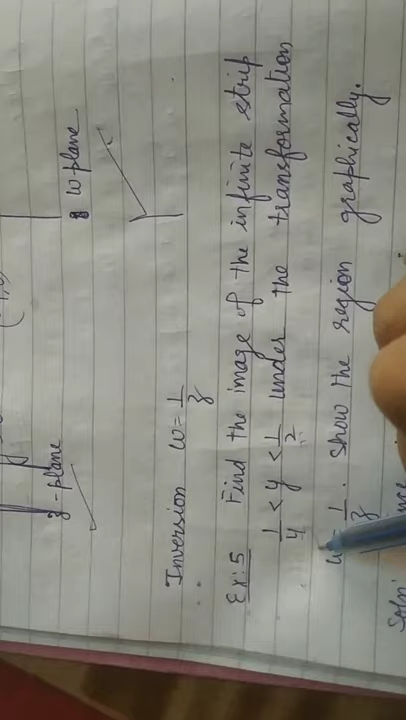 z-plane
w plane
Inversion w = 1/z
Ex:5 Find the image of the infinite strip
1/4 < y < 1/2 under the transformation
w = 1/z. Show the region graphically.
Soln: